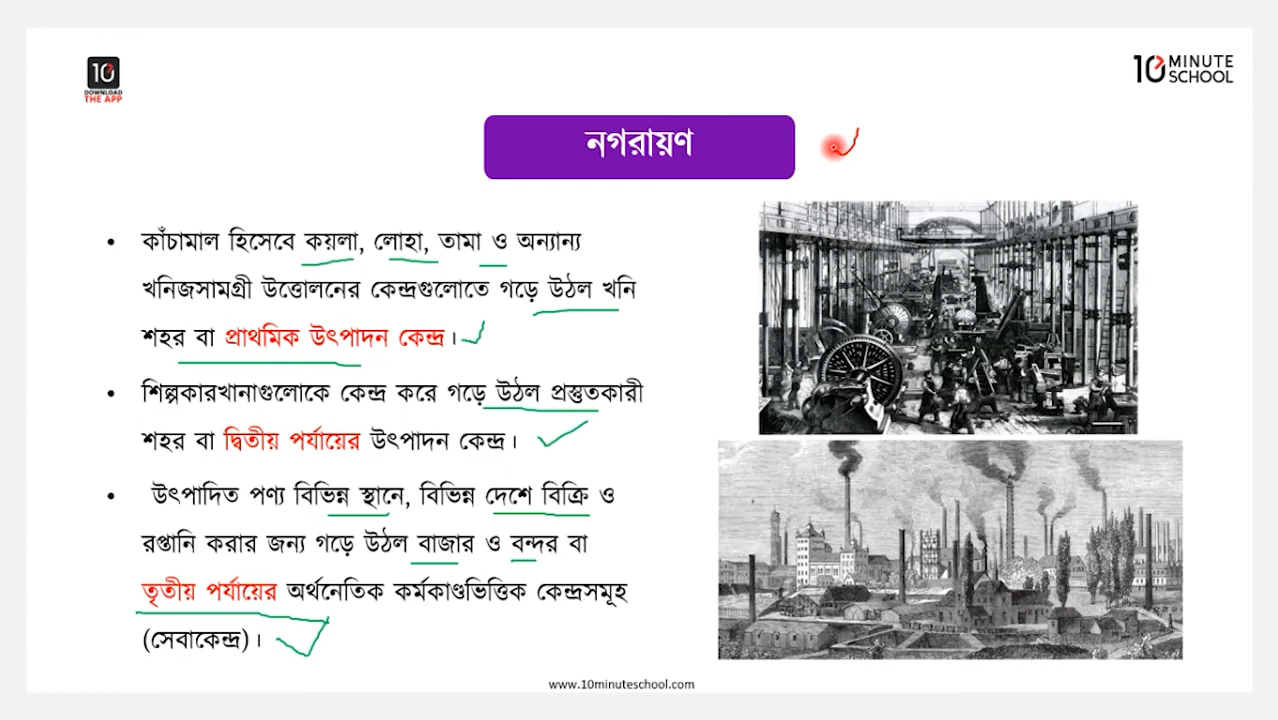 10
DOWNLOAD
THE APP
10 MINUTE
SCHOOL
নগরায়ণ
• কাঁচামাল হিসেবে কয়লা, লোহা, তামা ও অন্যান্য
খনিজসামগ্রী উত্তোলনের কেন্দ্রগুলোতে গড়ে উঠল খনি
শহর বা প্রাথমিক উৎপাদন কেন্দ্র।
• শিল্পকারখানাগুলোকে কেন্দ্র করে গড়ে উঠল প্রস্তুতকারী
শহর বা দ্বিতীয় পর্যায়ের উৎপাদন কেন্দ্র।
• উৎপাদিত পণ্য বিভিন্ন স্থানে, বিভিন্ন দেশে বিক্রি ও
রপ্তানি করার জন্য গড়ে উঠল বাজার ও বন্দর বা
তৃতীয় পর্যায়ের অর্থনৈতিক কর্মকাণ্ডভিত্তিক কেন্দ্রসমূহ
(সেবাকেন্দ্র)।
www.10minuteschool.com